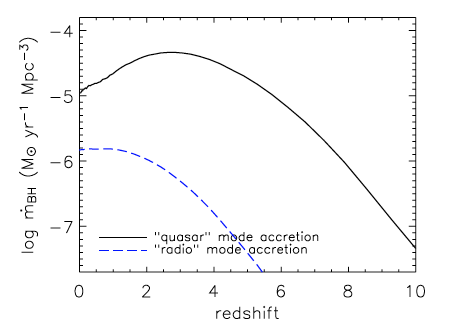 −4
−5
−6
−7
log ṁBH (M⊙ yr−1 Mpc−3)
"quasar" mode accretion
"radio" mode accretion
0 2 4 6 8 10
redshift